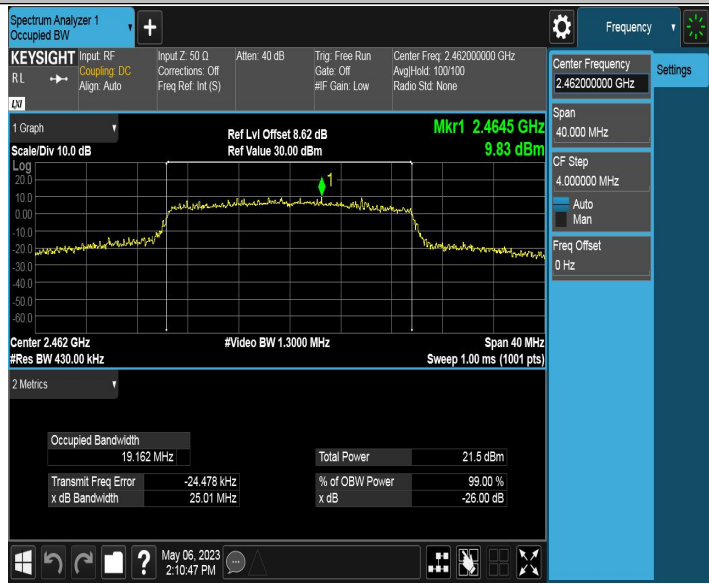 Spectrum Analyzer 1
Occupied BW
Frequency
KEYSIGHT
RL
LXI
Input: RF
Coupling: DC
Align: Auto
Input Z: 50 Ω
Corrections: Off
Freq Ref: Int (S)
Atten: 40 dB
Trig: Free Run
Gate: Off
#IF Gain: Low
Center Freq: 2.462000000 GHz
Avg|Hold: 100/100
Radio Std: None
Center Frequency
2.462000000 GHz
Settings
Span
40.000 MHz
CF Step
4.000000 MHz
Auto
Man
Freq Offset
0 Hz
1 Graph
Scale/Div 10.0 dB
Ref Lvl Offset 8.62 dB
Ref Value 30.00 dBm
Mkr1 2.4645 GHz
9.83 dBm
Log
20.0
10.0
0.00
-10.0
-20.0
-30.0
-40.0
-50.0
-60.0
1
Center 2.462 GHz
#Res BW 430.00 kHz
#Video BW 1.3000 MHz
Span 40 MHz
Sweep 1.00 ms (1001 pts)
2 Metrics
Occupied Bandwidth
19.162 MHz
Total Power 21.5 dBm
Transmit Freq Error -24.478 kHz
% of OBW Power 99.00 %
x dB Bandwidth 25.01 MHz
x dB -26.00 dB
?
May 06, 2023
2:10:47 PM